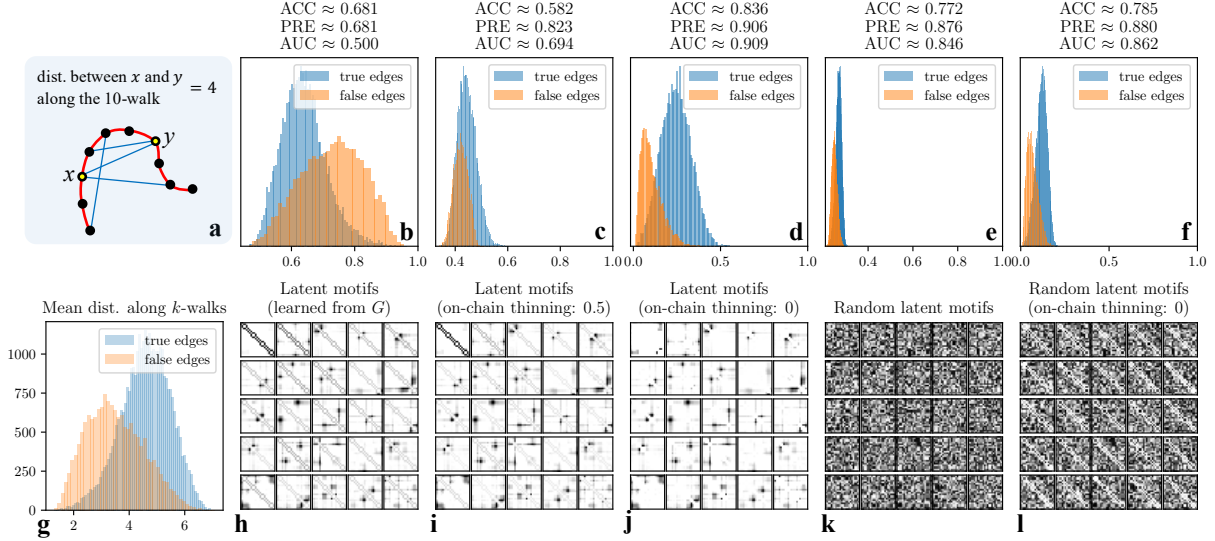 ACC ≈ 0.681
PRE ≈ 0.681
AUC ≈ 0.500
ACC ≈ 0.582
PRE ≈ 0.823
AUC ≈ 0.694
ACC ≈ 0.836
PRE ≈ 0.906
AUC ≈ 0.909
ACC ≈ 0.772
PRE ≈ 0.876
AUC ≈ 0.846
ACC ≈ 0.785
PRE ≈ 0.880
AUC ≈ 0.862
dist. between x and y
along the 10-walk
= 4
x
y
a
true edges
false edges
b
0.6 0.8 1.0
true edges
false edges
c
0.4 0.6 0.8 1.0
true edges
false edges
d
0.0 0.5 1.0
true edges
false edges
e
0.2 0.4 0.6 0.8 1.0
true edges
false edges
f
0.0 0.5 1.0
Mean dist. along k-walks
true edges
false edges
1000
750
500
250
0
2 4 6
g
Latent motifs
(learned from G)
h
Latent motifs
(on-chain thinning: 0.5)
i
Latent motifs
(on-chain thinning: 0)
j
Random latent motifs
k
Random latent motifs
(on-chain thinning: 0)
l